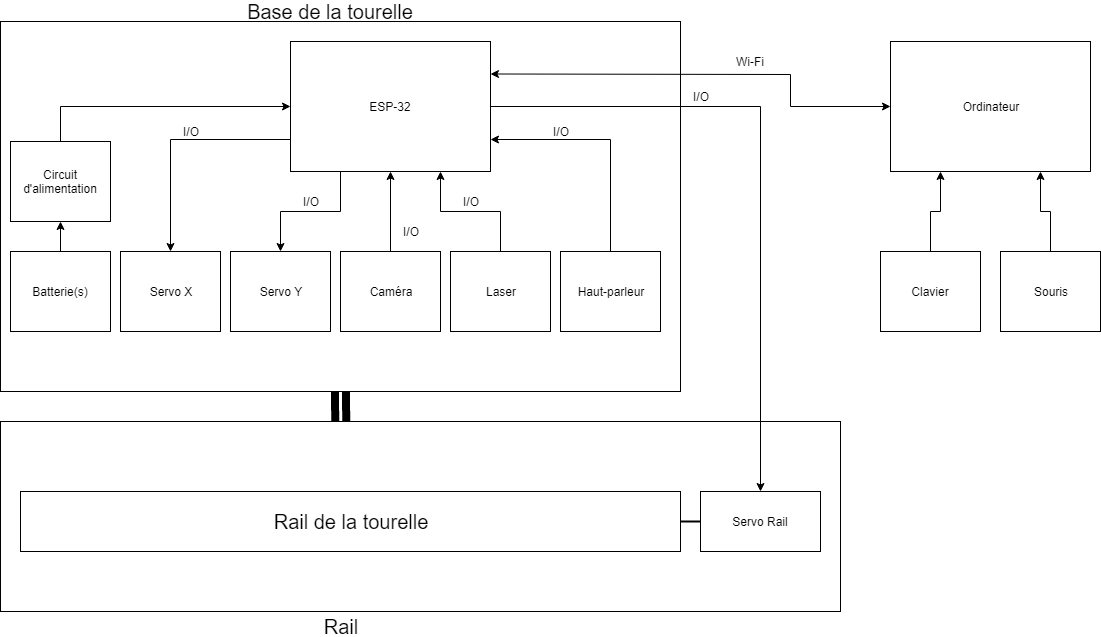 Base de la tourelle
Wi-Fi
I/O
ESP-32
Ordinateur
I/O
I/O
Circuit
d'alimentation
I/O
I/O
I/O
Batterie(s)
Servo X
Servo Y
Caméra
Laser
Haut-parleur
Clavier
Souris
Rail de la tourelle
Servo Rail
Rail